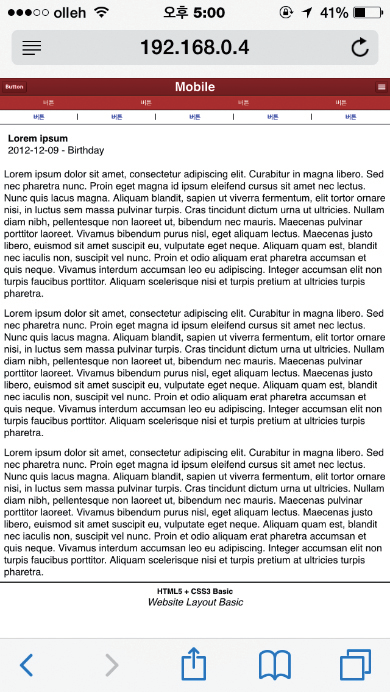 olleh 오후 5:00 41%
192.168.0.4
Button Mobile
버튼 버튼 버튼 버튼
버튼 | 버튼 | 버튼 | 버튼 | 버튼
Lorem ipsum
2012-12-09 - Birthday
Lorem ipsum dolor sit amet, consectetur adipiscing elit. Curabitur in magna libero. Sed
nec pharetra nunc. Proin eget magna id ipsum eleifend cursus sit amet nec lectus.
Nunc quis lacus magna. Aliquam blandit, sapien ut viverra fermentum, elit tortor ornare
nisi, in luctus sem massa pulvinar turpis. Cras tincidunt dictum urna ut ultricies. Nullam
diam nibh, pellentesque non laoreet ut, bibendum nec mauris. Maecenas pulvinar
porttitor laoreet. Vivamus bibendum purus nisl, eget aliquam lectus. Maecenas justo
libero, euismod sit amet suscipit eu, vulputate eget neque. Aliquam quam est, blandit
nec iaculis non, suscipit vel nunc. Proin et odio aliquam erat pharetra accumsan et
quis neque. Vivamus interdum accumsan leo eu adipiscing. Integer accumsan elit non
turpis faucibus porttitor. Aliquam scelerisque nisi et turpis pretium at ultricies turpis
pharetra.
Lorem ipsum dolor sit amet, consectetur adipiscing elit. Curabitur in magna libero. Sed
nec pharetra nunc. Proin eget magna id ipsum eleifend cursus sit amet nec lectus.
Nunc quis lacus magna. Aliquam blandit, sapien ut viverra fermentum, elit tortor ornare
nisi, in luctus sem massa pulvinar turpis. Cras tincidunt dictum urna ut ultricies. Nullam
diam nibh, pellentesque non laoreet ut, bibendum nec mauris. Maecenas pulvinar
porttitor laoreet. Vivamus bibendum purus nisl, eget aliquam lectus. Maecenas justo
libero, euismod sit amet suscipit eu, vulputate eget neque. Aliquam quam est, blandit
nec iaculis non, suscipit vel nunc. Proin et odio aliquam erat pharetra accumsan et
quis neque. Vivamus interdum accumsan leo eu adipiscing. Integer accumsan elit non
turpis faucibus porttitor. Aliquam scelerisque nisi et turpis pretium at ultricies turpis
pharetra.
Lorem ipsum dolor sit amet, consectetur adipiscing elit. Curabitur in magna libero. Sed
nec pharetra nunc. Proin eget magna id ipsum eleifend cursus sit amet nec lectus.
Nunc quis lacus magna. Aliquam blandit, sapien ut viverra fermentum, elit tortor ornare
nisi, in luctus sem massa pulvinar turpis. Cras tincidunt dictum urna ut ultricies. Nullam
diam nibh, pellentesque non laoreet ut, bibendum nec mauris. Maecenas pulvinar
porttitor laoreet. Vivamus bibendum purus nisl, eget aliquam lectus. Maecenas justo
libero, euismod sit amet suscipit eu, vulputate eget neque. Aliquam quam est, blandit
nec iaculis non, suscipit vel nunc. Proin et odio aliquam erat pharetra accumsan et
quis neque. Vivamus interdum accumsan leo eu adipiscing. Integer accumsan elit non
turpis faucibus porttitor. Aliquam scelerisque nisi et turpis pretium at ultricies turpis
pharetra.
HTML5 + CSS3 Basic
Website Layout Basic